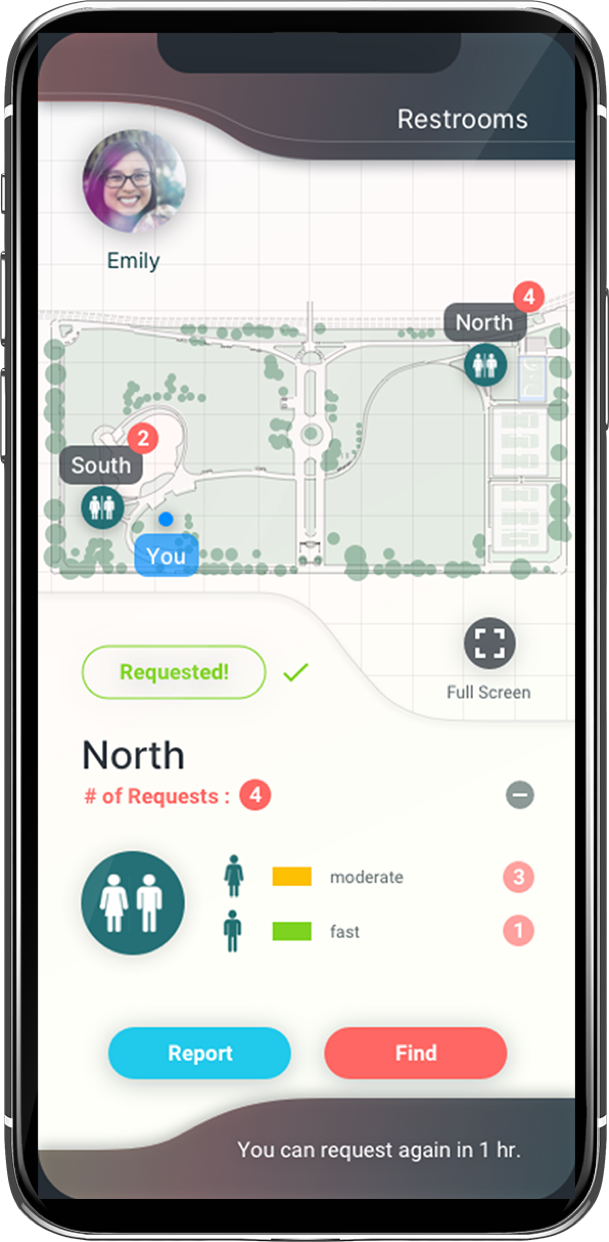 Restrooms
Emily
4
North
2
South
You
Requested!
Full Screen
North
# of Requests : 4
moderate 3
fast 1
Report Find
You can request again in 1 hr.